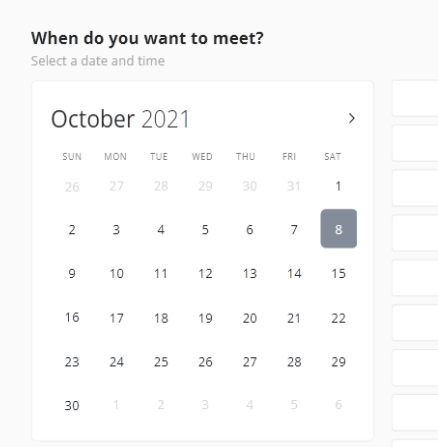 When do you want to meet?
Select a date and time
October 2021 >
SUN MON TUE WED THU FRI SAT
26 27 28 29 30 31 1
2 3 4 5 6 7 8
9 10 11 12 13 14 15
16 17 18 19 20 21 22
23 24 25 26 27 28 29
30 1 2 3 4 5 6